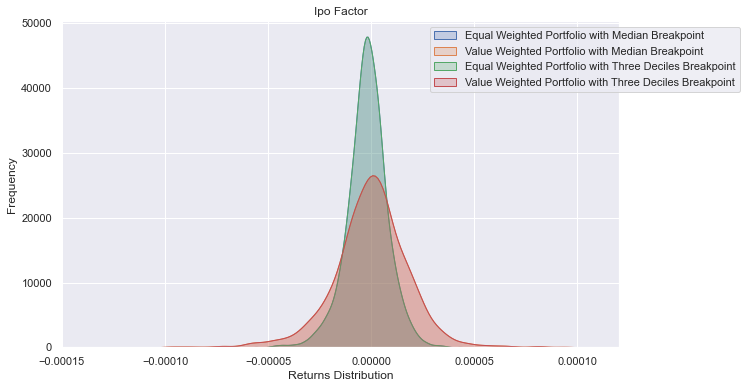 Ipo Factor
Equal Weighted Portfolio with Median Breakpoint
Value Weighted Portfolio with Median Breakpoint
Equal Weighted Portfolio with Three Deciles Breakpoint
Value Weighted Portfolio with Three Deciles Breakpoint
50000
40000
30000
20000
10000
0
Frequency
−0.00015 −0.00010 −0.00005 0.00000 0.00005 0.00010
Returns Distribution